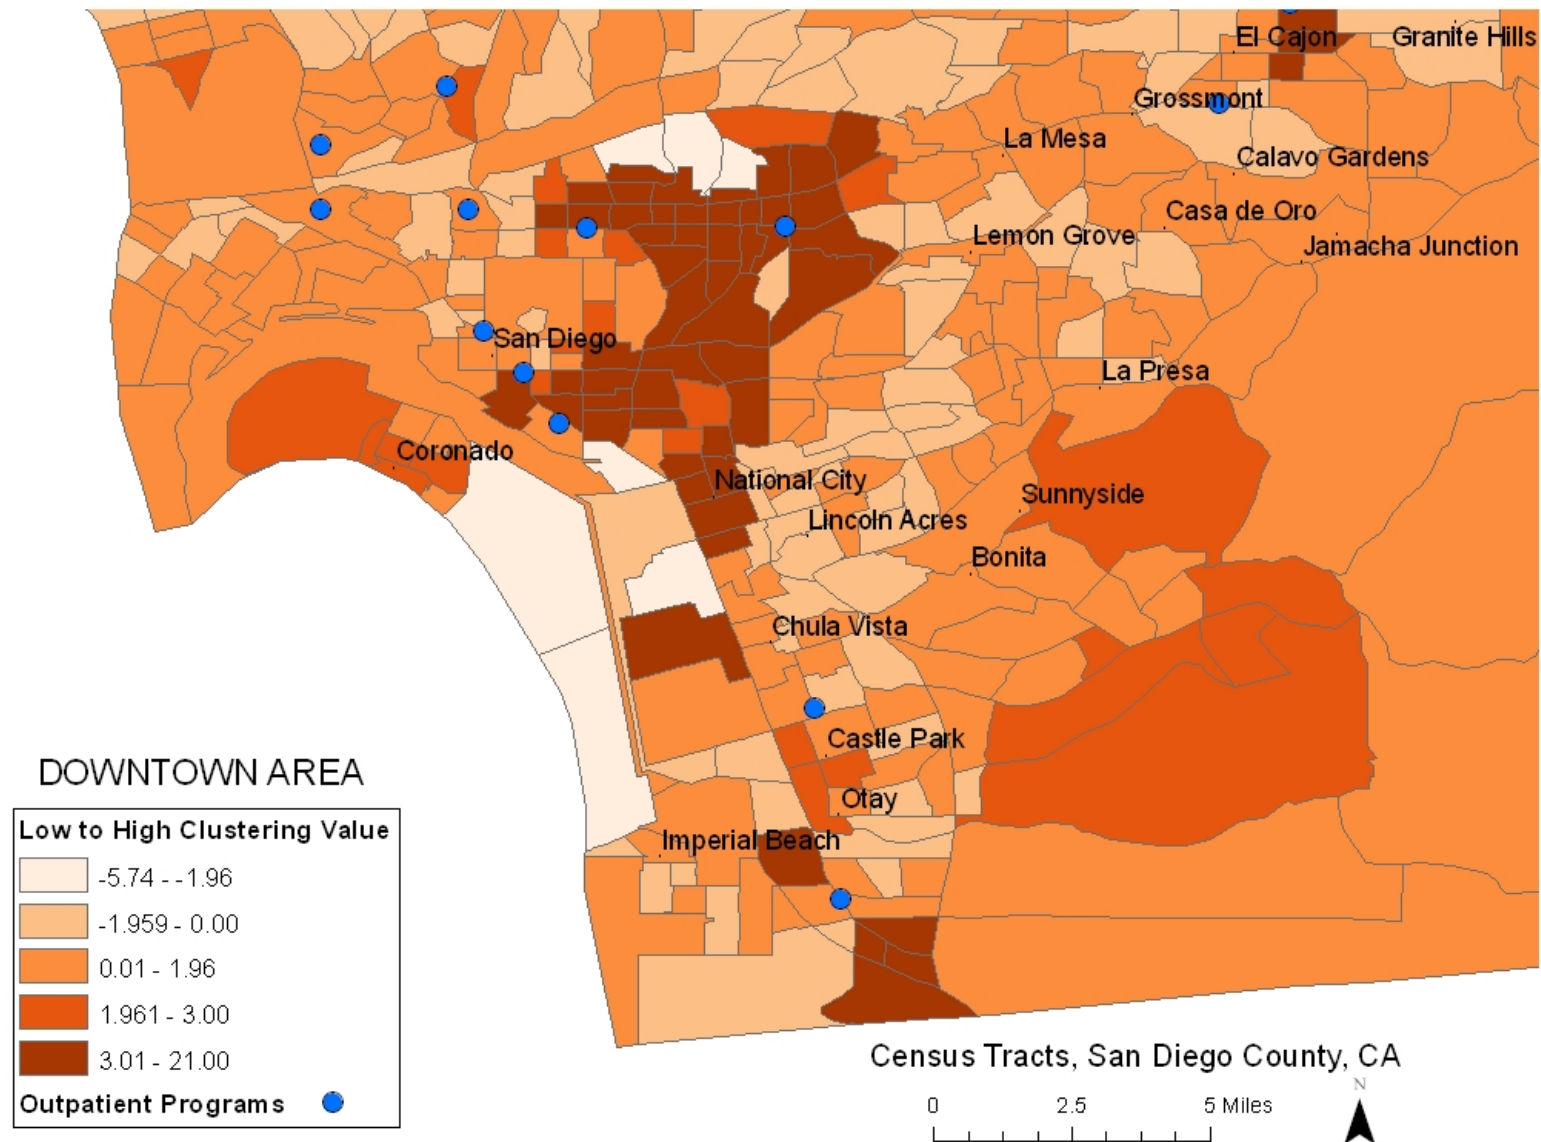 El Cajon
Granite Hills
Grossmont
La Mesa
Calavo Gardens
Casa de Oro
Lemon Grove
Jamacha Junction
San Diego
La Presa
Coronado
National City
Sunnyside
Lincoln Acres
Bonita
Chula Vista
Castle Park
DOWNTOWN AREA
Otay
Low to High Clustering Value
Imperial Beach
-5.74 - -1.96
-1.959 - 0.00
0.01 - 1.96
1.961 - 3.00
3.01 - 21.00
Outpatient Programs
Census Tracts, San Diego County, CA
N
0 2.5 5 Miles